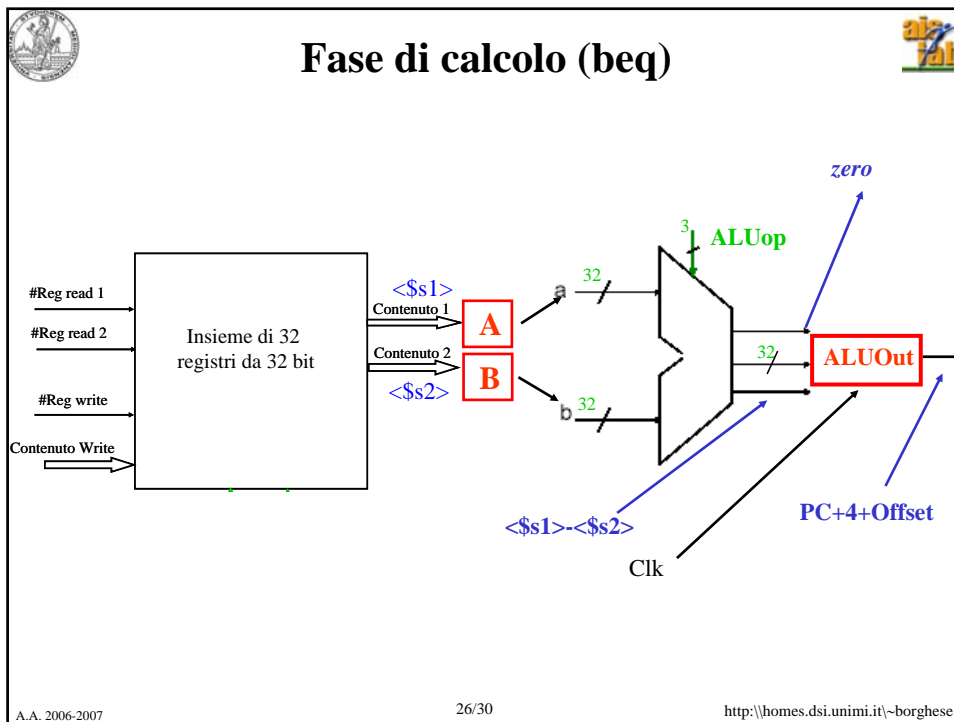 Fase di calcolo (beq)
zero
3
ALUop
<$s1>
32
#Reg read 1
Contenuto 1
a
A
#Reg read 2
Insieme di 32
registri da 32 bit
Contenuto 2
32
ALUOut
B
<$s2>
b
32
#Reg write
Contenuto Write
<$s1>-<$s2>
PC+4+Offset
Clk
A.A. 2006-2007
26/30
http:\\homes.dsi.unimi.it\~borghese